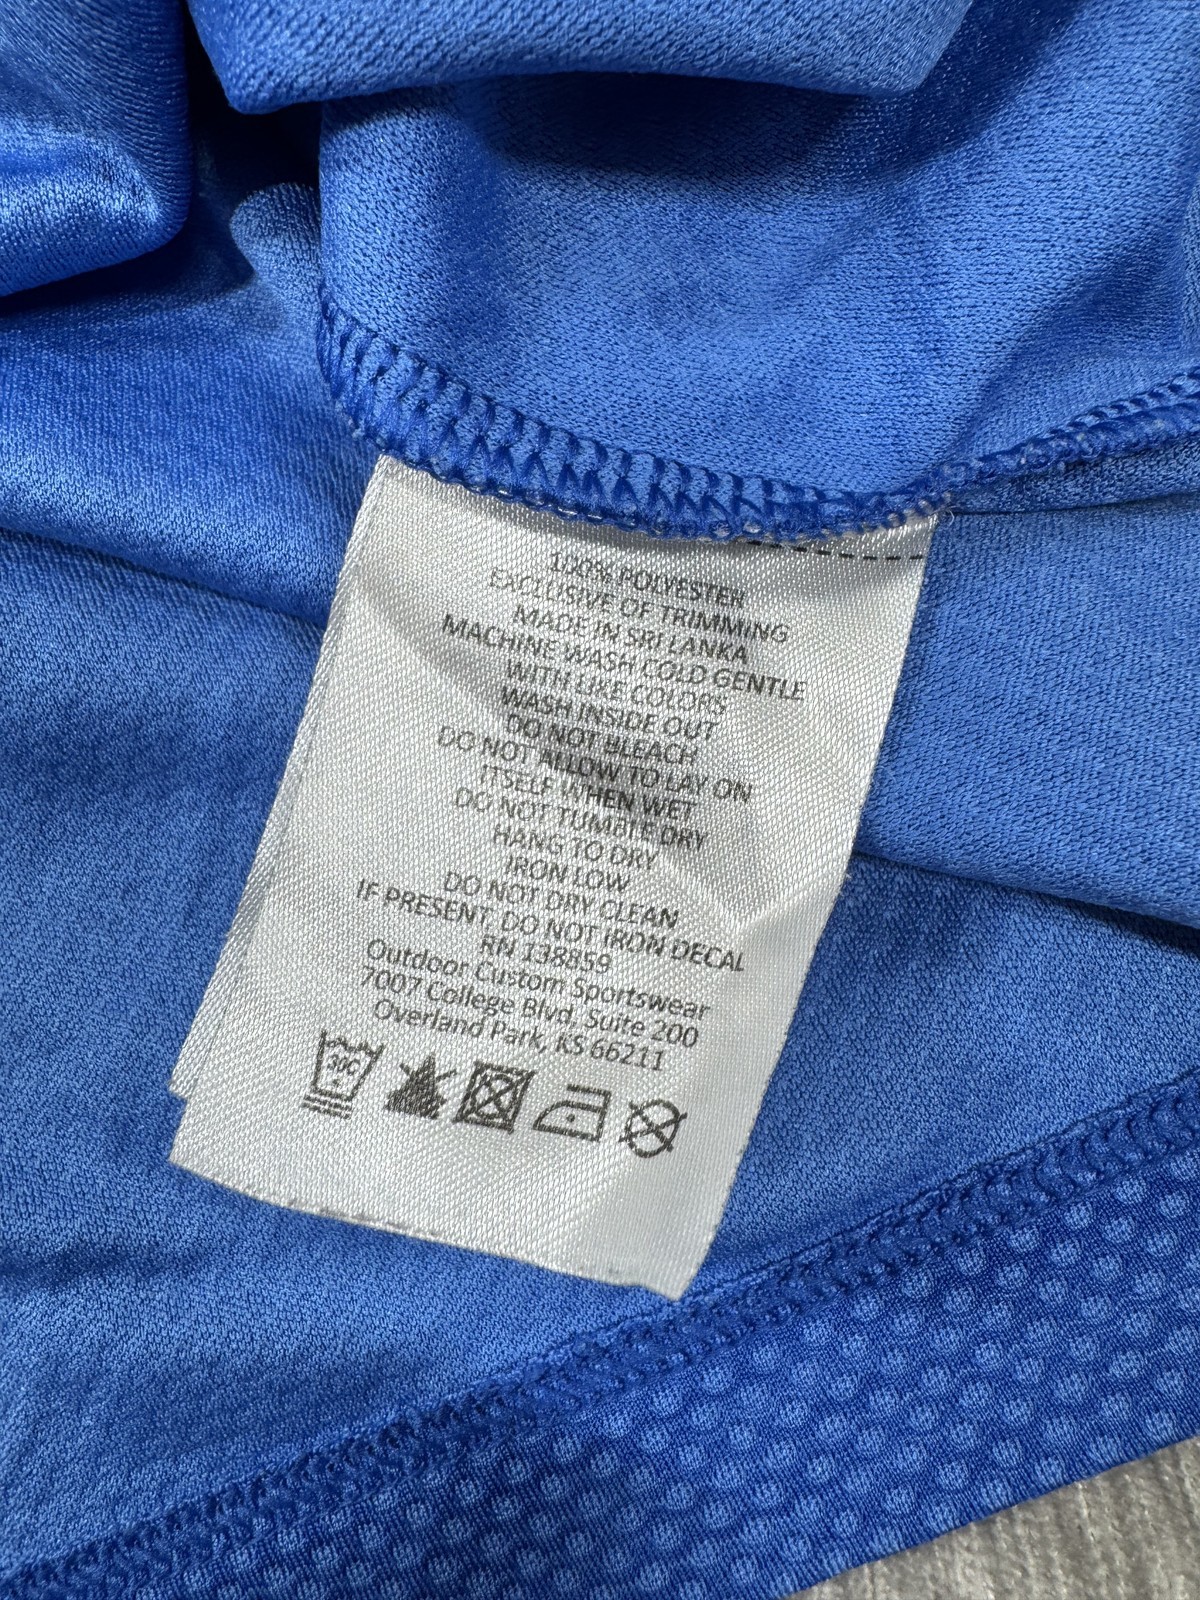 100% POLYESTER
EXCLUSIVE OF TRIMMING
MADE IN SRI LANKA
MACHINE WASH COLD GENTLE
WITH LIKE COLORS
WASH INSIDE OUT
DO NOT BLEACH
DO NOT ALLOW TO LAY ON
ITSELF WHEN WET
DO NOT TUMBLE DRY
HANG TO DRY
IRON LOW
DO NOT DRY CLEAN
IF PRESENT, DO NOT IRON DECAL
RN 138859
Outdoor Custom Sportswear
7007 College Blvd, Suite 200
Overland Park, KS 66211
30C